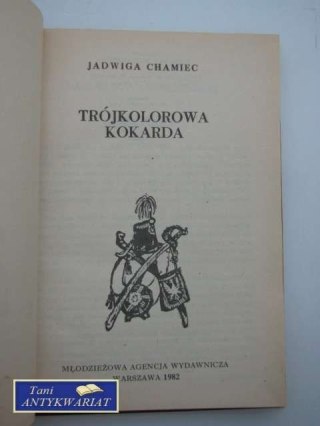 JADWIGA CHAMIEC
TRÓJKOLOROWA
KOKARDA
MŁODZIEŻOWA AGENCJA WYDAWNICZA
WARSZAWA 1982
Tani
ANTYKWARIAT